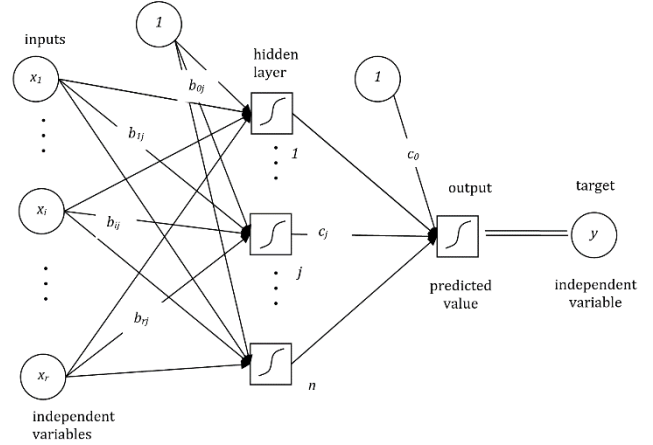 1
inputs
hidden
layer
x1
1
b0j
b1j
1
c0
xi
bij
output
target
cj
y
j
predicted
value
independent
variable
brj
xr
n
independent
variables